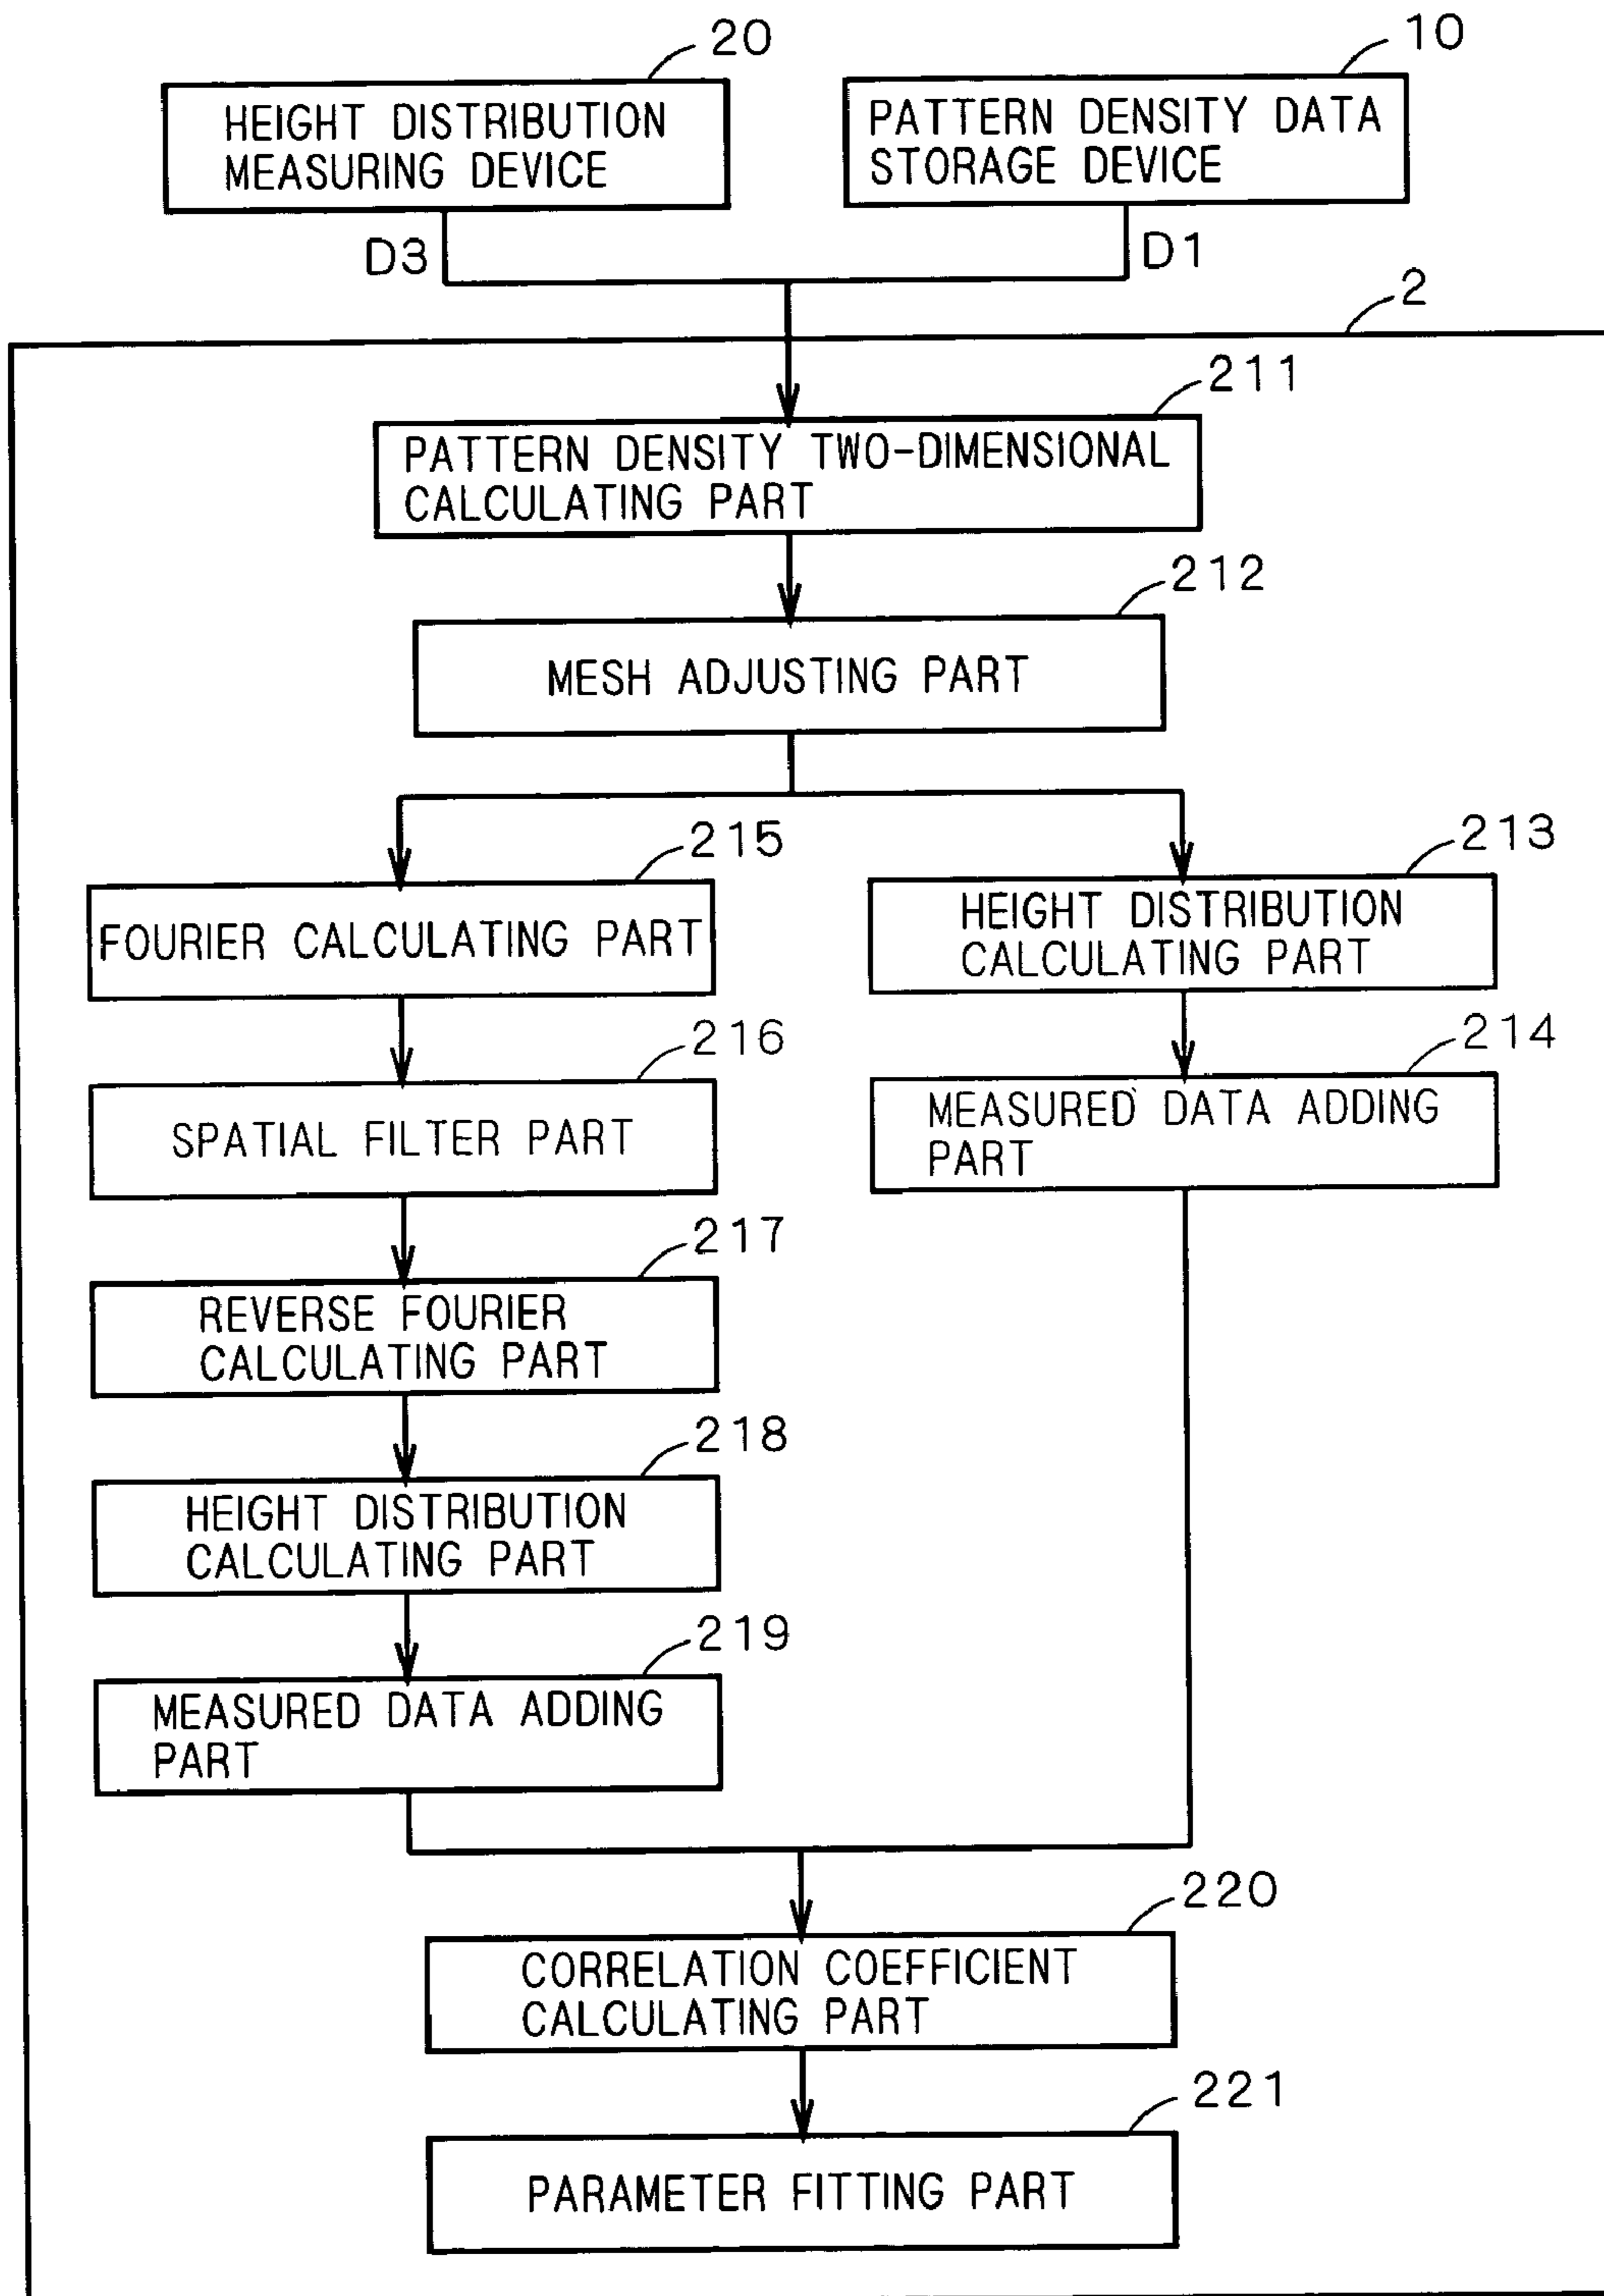 20
10
HEIGHT DISTRIBUTION
MEASURING DEVICE
PATTERN DENSITY DATA
STORAGE DEVICE
D3
D1
2
211
PATTERN DENSITY TWO-DIMENSIONAL
CALCULATING PART
212
MESH ADJUSTING PART
215
FOURIER CALCULATING PART
213
HEIGHT DISTRIBUTION
CALCULATING PART
216
SPATIAL FILTER PART
214
MEASURED DATA ADDING
PART
217
REVERSE FOURIER
CALCULATING PART
218
HEIGHT DISTRIBUTION
CALCULATING PART
219
MEASURED DATA ADDING
PART
220
CORRELATION COEFFICIENT
CALCULATING PART
221
PARAMETER FITTING PART